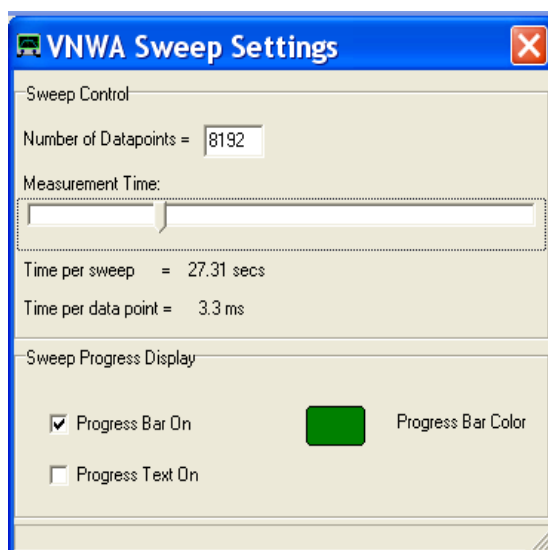 VNWA Sweep Settings
Sweep Control
Number of Datapoints = 8192
Measurement Time:
Time per sweep = 27.31 secs
Time per data point = 3.3 ms
Sweep Progress Display
Progress Bar On Progress Bar Color
Progress Text On